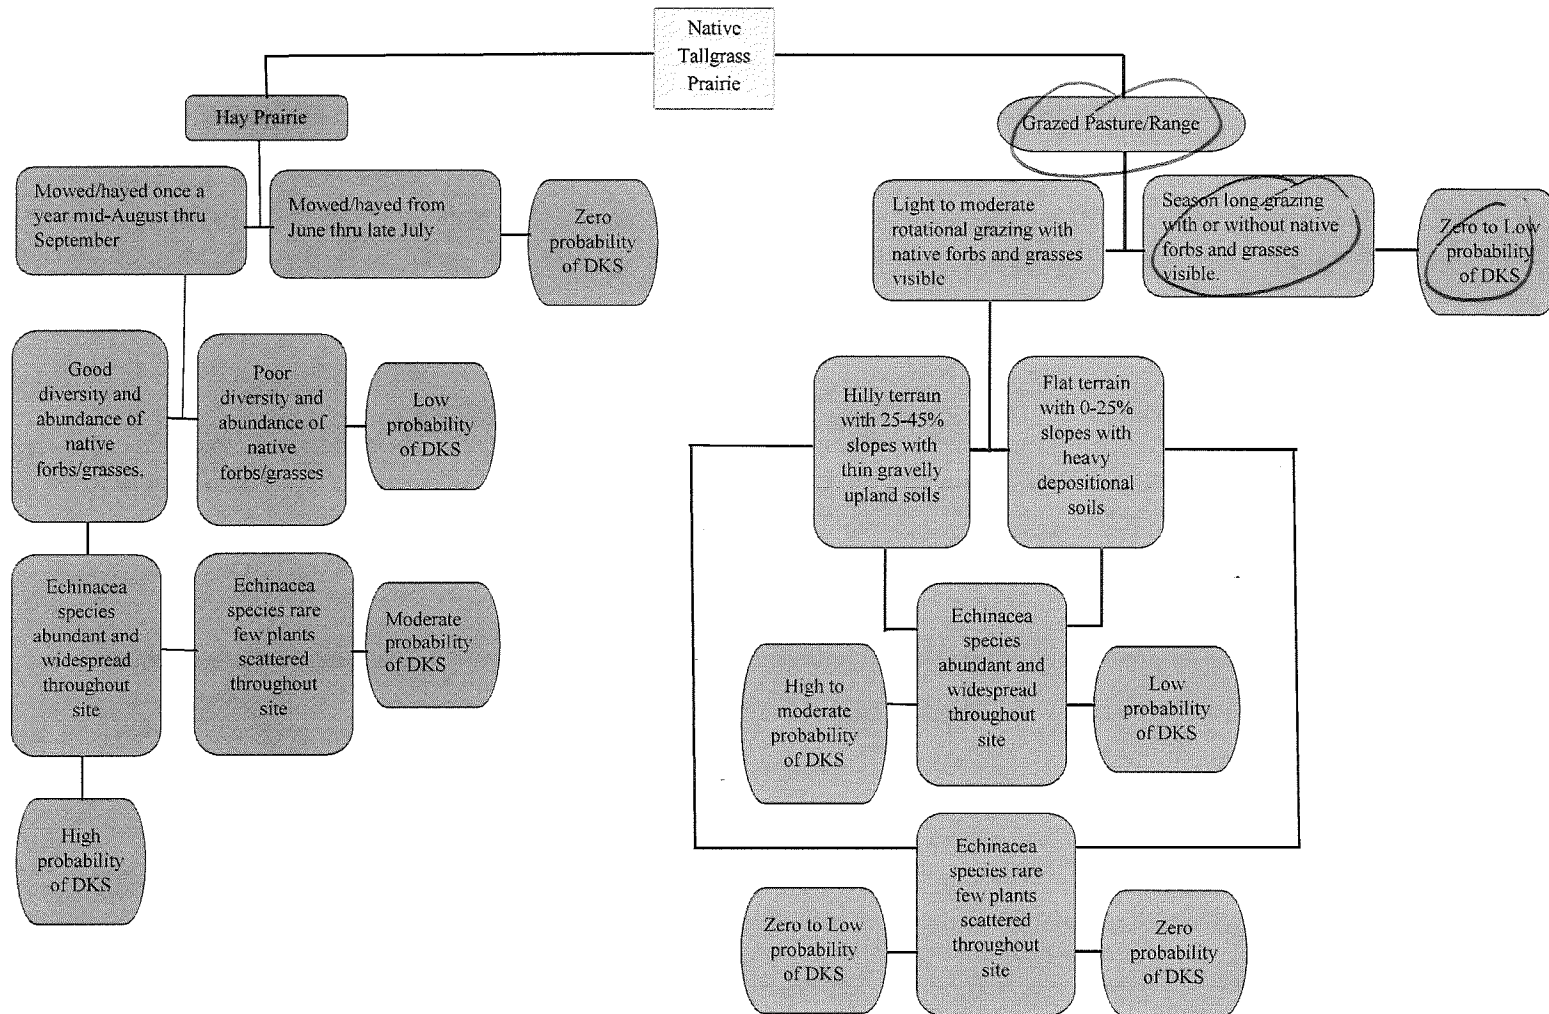 Native
Tallgrass
Prairie
Hay Prairie
Grazed Pasture/Range
Mowed/hayed once a
year mid-August thru
September
Mowed/hayed from
June thru late July
Zero
probability
of DKS
Light to moderate
rotational grazing with
native forbs and grasses
visible
Season long grazing
with or without native
forbs and grasses
visible.
Zero to Low
probability
of DKS
Good
diversity and
abundance of
native
forbs/grasses.
Poor
diversity and
abundance of
native
forbs/grasses
Low
probability
of DKS
Hilly terrain
with 25-45%
slopes with
thin gravelly
upland soils
Flat terrain
with 0-25%
slopes with
heavy
depositional
soils
Echinacea
species
abundant and
widespread
throughout
site
Echinacea
species rare
few plants
scattered
throughout
site
Moderate
probability
of DKS
High
probability
of DKS
High to
moderate
probability
of DKS
Echinacea
species
abundant and
widespread
throughout
site
Low
probability
of DKS
Zero to Low
probability
of DKS
Echinacea
species rare
few plants
scattered
throughout
site
Zero
probability
of DKS